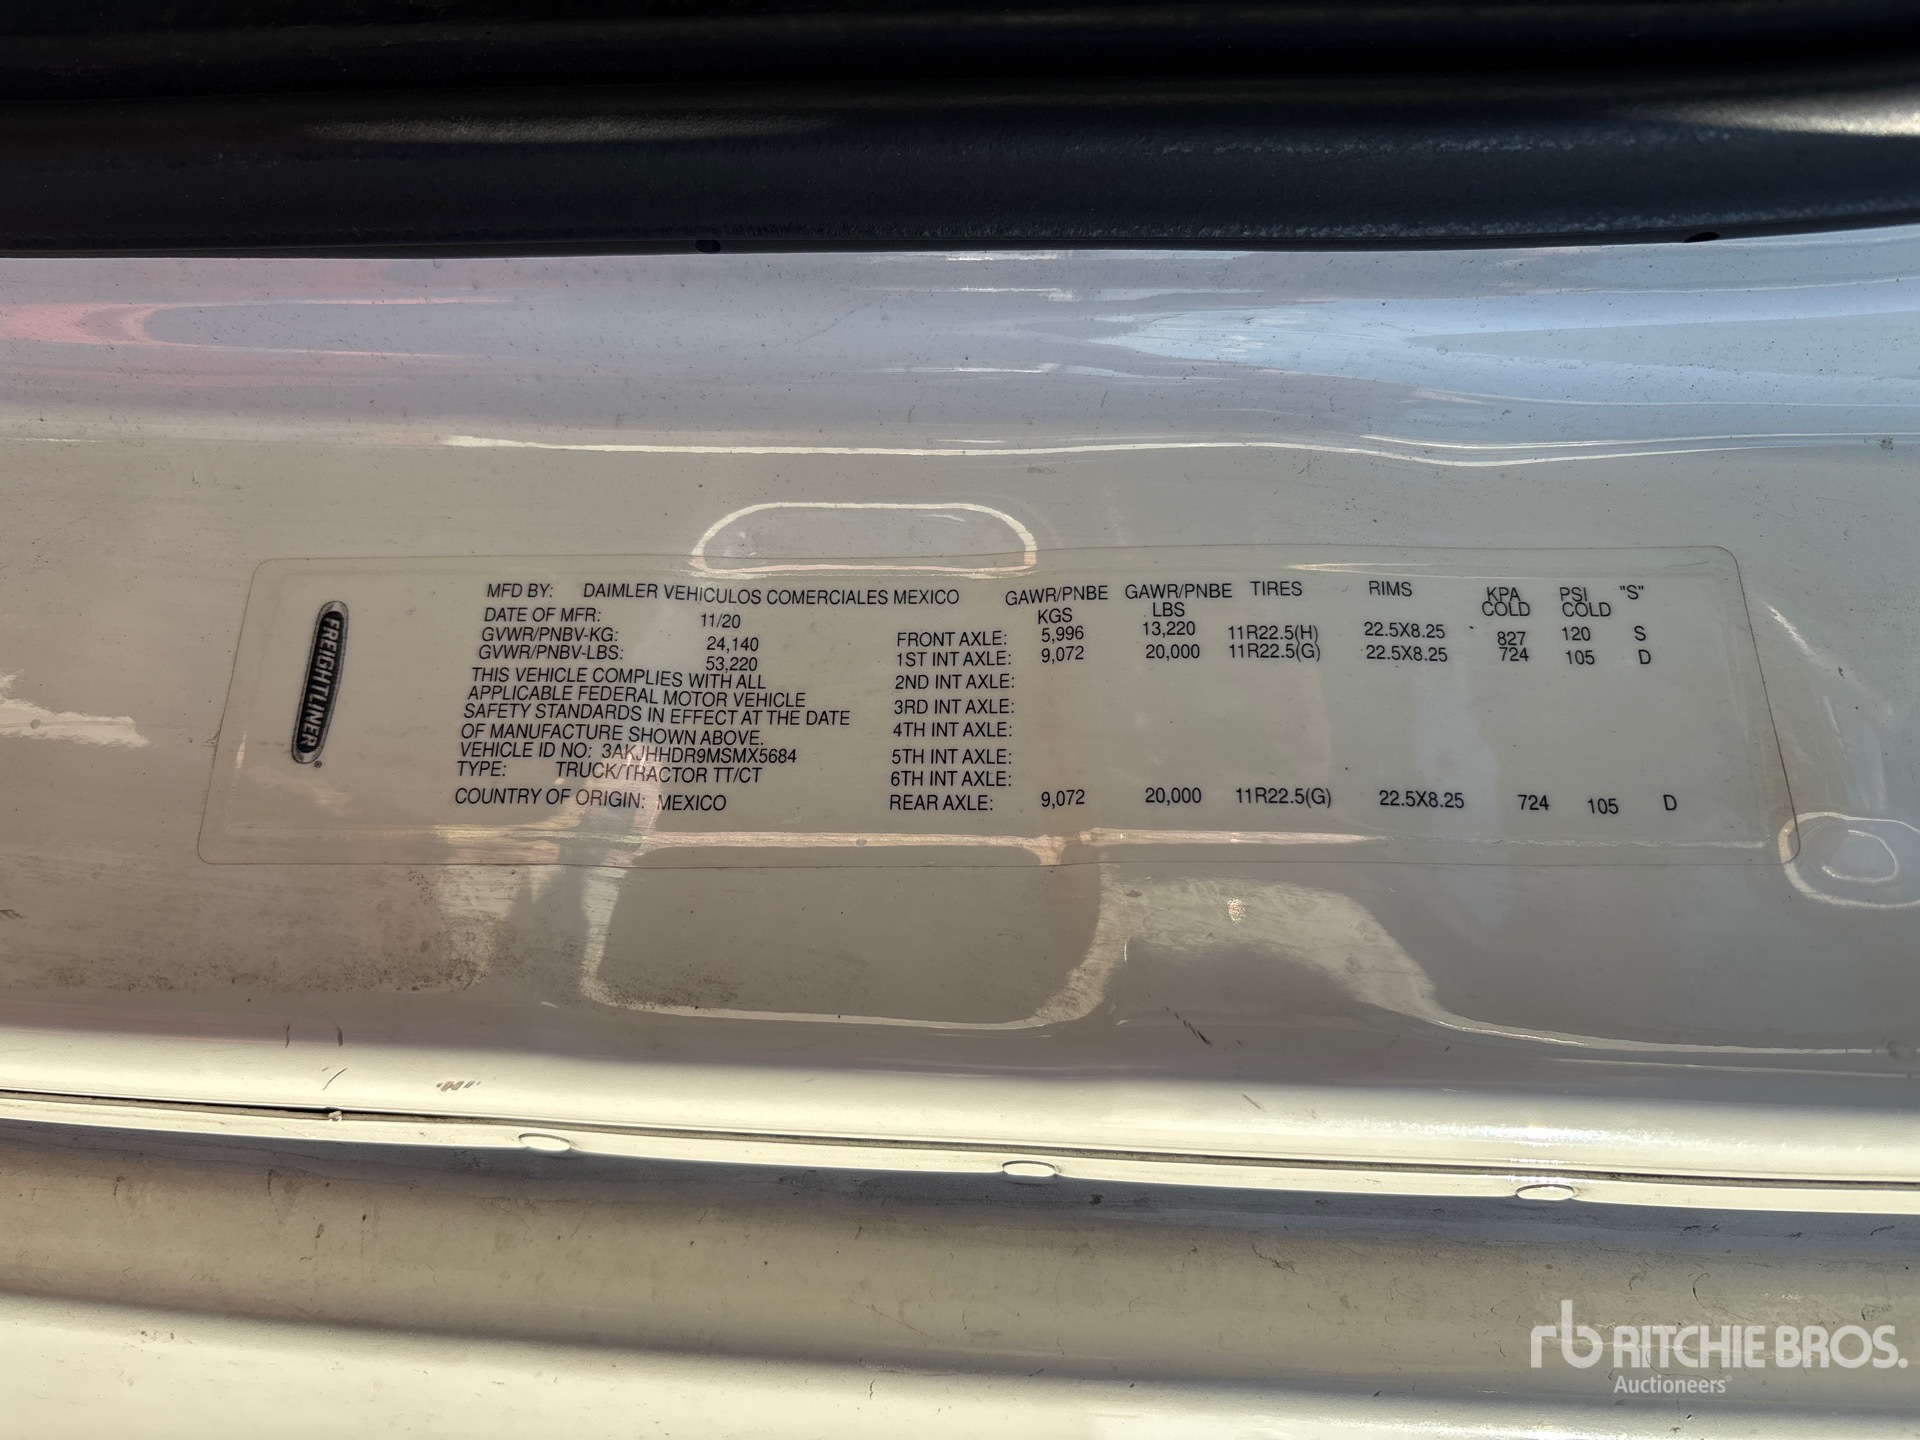 FREIGHTLINER
MFD BY: DAIMLER VEHICULOS COMERCIALES MEXICO
DATE OF MFR: 11/20
GVWR/PNBV-KG: 24,140
GVWR/PNBV-LBS: 53,220
THIS VEHICLE COMPLIES WITH ALL
APPLICABLE FEDERAL MOTOR VEHICLE
SAFETY STANDARDS IN EFFECT AT THE DATE
OF MANUFACTURE SHOWN ABOVE.
VEHICLE ID NO: 3AKJHHDR9MSMX5684
TYPE: TRUCK/TRACTOR TT/CT
COUNTRY OF ORIGIN: MEXICO
GAWR/PNBE GAWR/PNBE TIRES RIMS KPA PSI "S"
KGS LBS COLD COLD
FRONT AXLE: 5,996 13,220 11R22.5(H) 22.5X8.25 827 120 S
1ST INT AXLE: 9,072 20,000 11R22.5(G) 22.5X8.25 724 105 D
2ND INT AXLE:
3RD INT AXLE:
4TH INT AXLE:
5TH INT AXLE:
6TH INT AXLE:
REAR AXLE: 9,072 20,000 11R22.5(G) 22.5X8.25 724 105 D
rb RITCHIE BROS.
Auctioneers